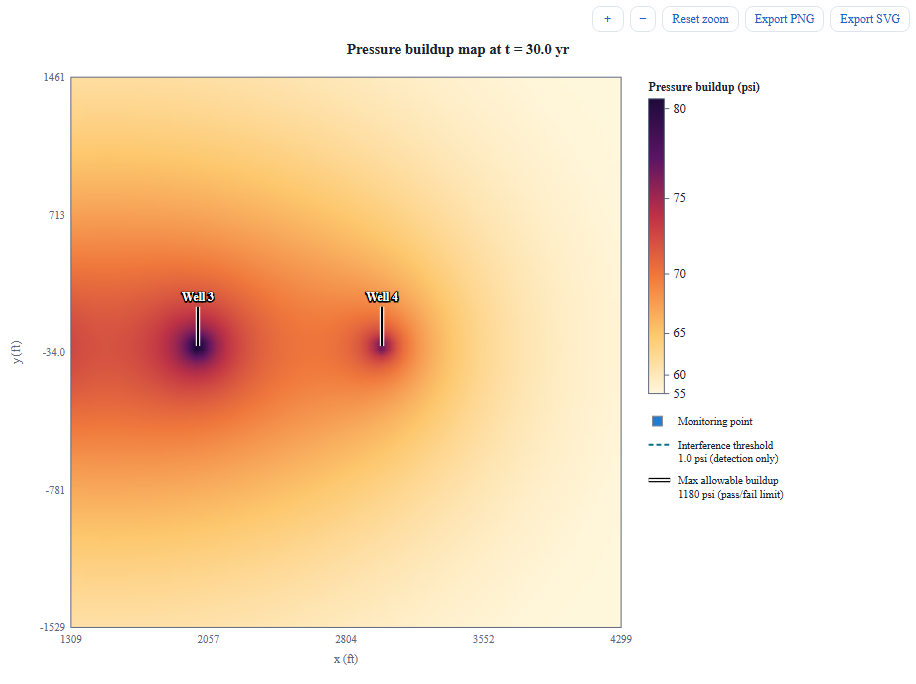 +
−
Reset zoom
Export PNG
Export SVG
Pressure buildup map at t = 30.0 yr
1461
713
-34.0
-781
-1529
y (ft)
Well 3
Well 4
1309
2057
2804
3552
4299
x (ft)
Pressure buildup (psi)
80
75
70
65
60
55
Monitoring point
Interference threshold
1.0 psi (detection only)
Max allowable buildup
1180 psi (pass/fail limit)